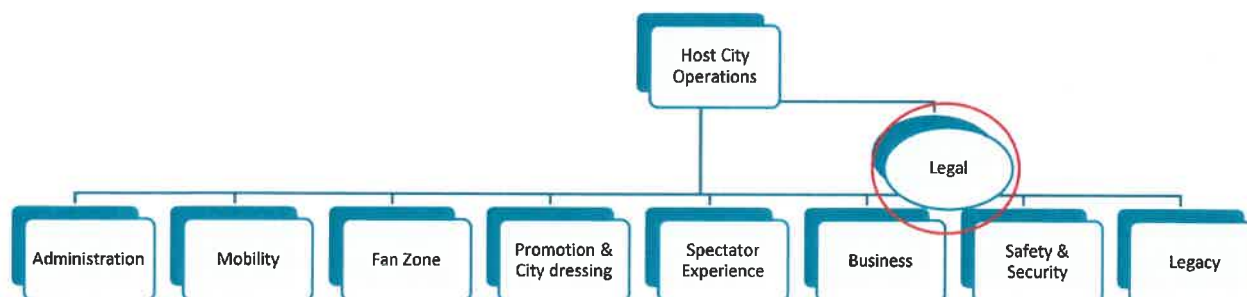 Host City
Operations
Legal
Administration
Mobility
Fan Zone
Promotion &
City dressing
Spectator
Experience
Business
Safety &
Security
Legacy